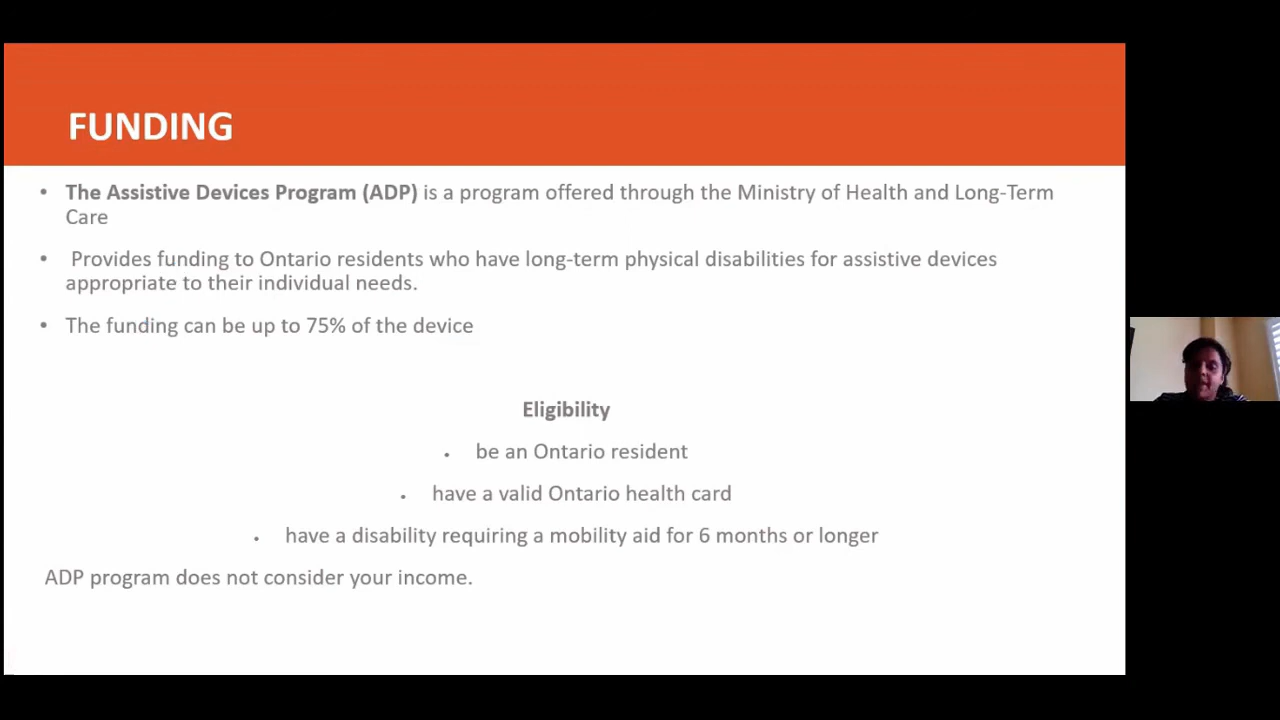 FUNDING
• The Assistive Devices Program (ADP) is a program offered through the Ministry of Health and Long-Term
Care
• Provides funding to Ontario residents who have long-term physical disabilities for assistive devices
appropriate to their individual needs.
• The funding can be up to 75% of the device
Eligibility
• be an Ontario resident
• have a valid Ontario health card
• have a disability requiring a mobility aid for 6 months or longer
ADP program does not consider your income.